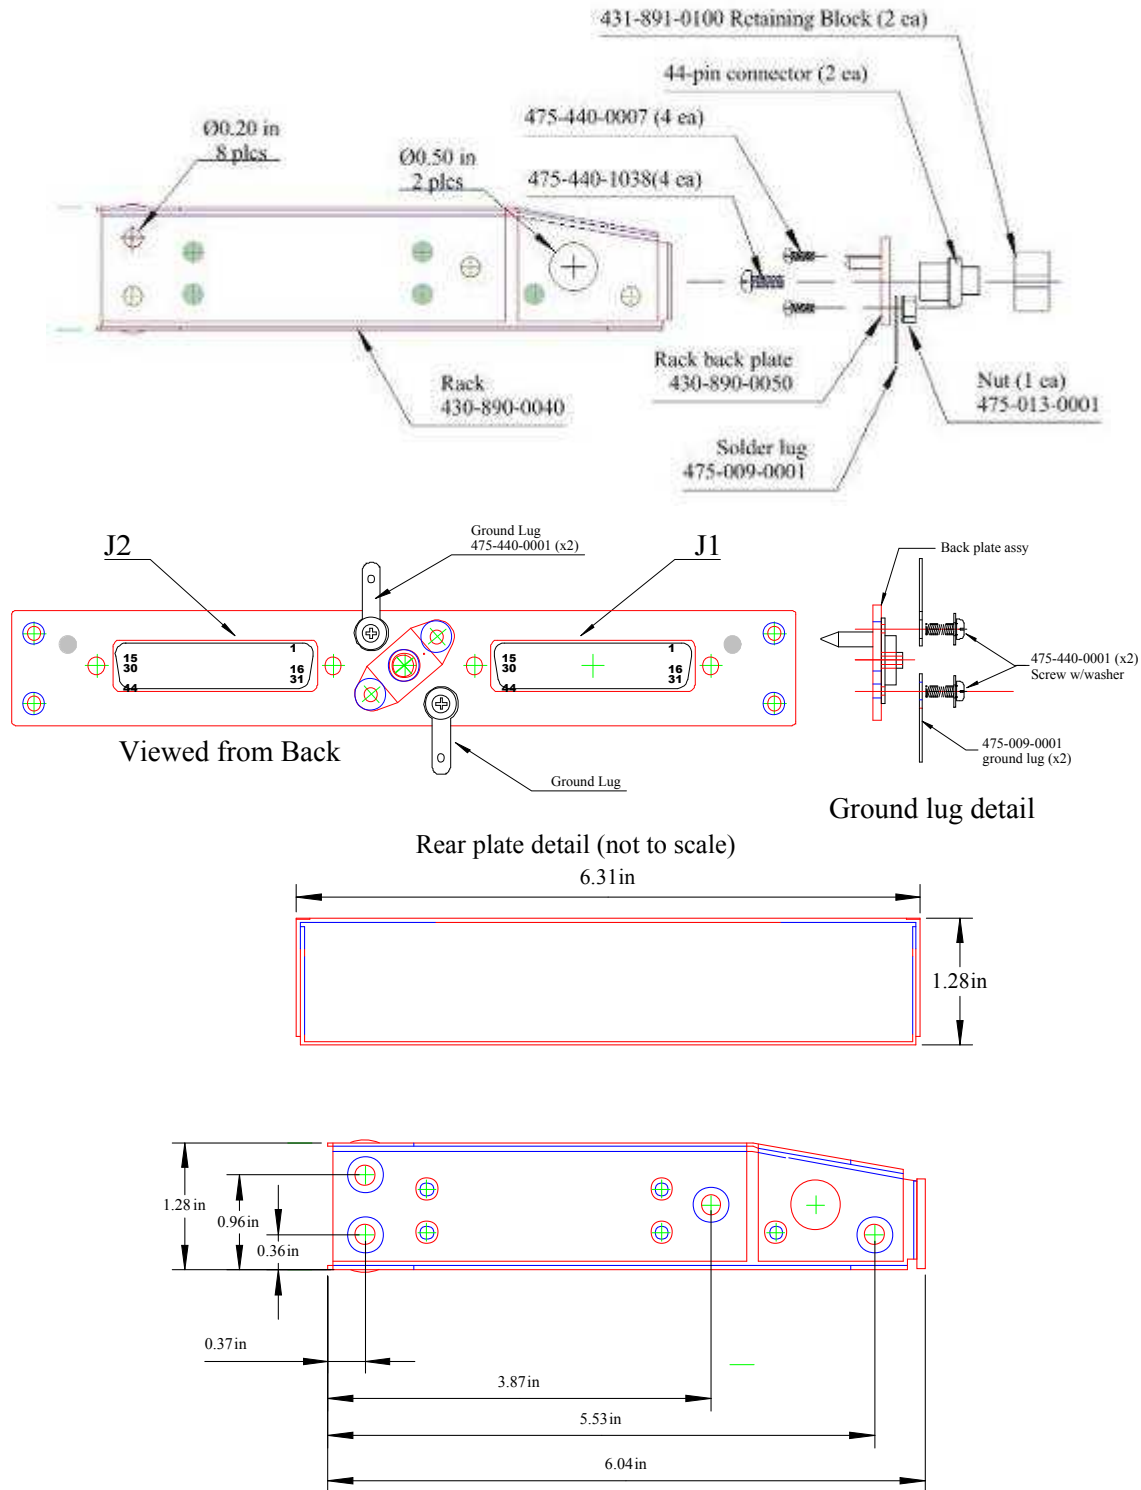 431-891-0100 Retaining Block (2 ea)
44-pin connector (2 ea)
475-440-0007 (4 ea)
475-440-1038(4 ea)
Ø0.20 in
8 plcs
Ø0.50 in
2 plcs
Rack
430-890-0040
Rack back plate
430-890-0050
Nut (1 ea)
475-013-0001
Solder lug
475-009-0001
J2
Ground Lug
475-440-0001 (x2)
J1
Back plate assy
15
30
44
1
16
31
15
30
44
1
16
31
475-440-0001 (x2)
Screw w/washer
475-009-0001
ground lug (x2)
Viewed from Back
Ground Lug
Ground lug detail
Rear plate detail (not to scale)
6.31in
1.28in
1.28in
0.96in
0.36in
0.37in
3.87in
5.53in
6.04in